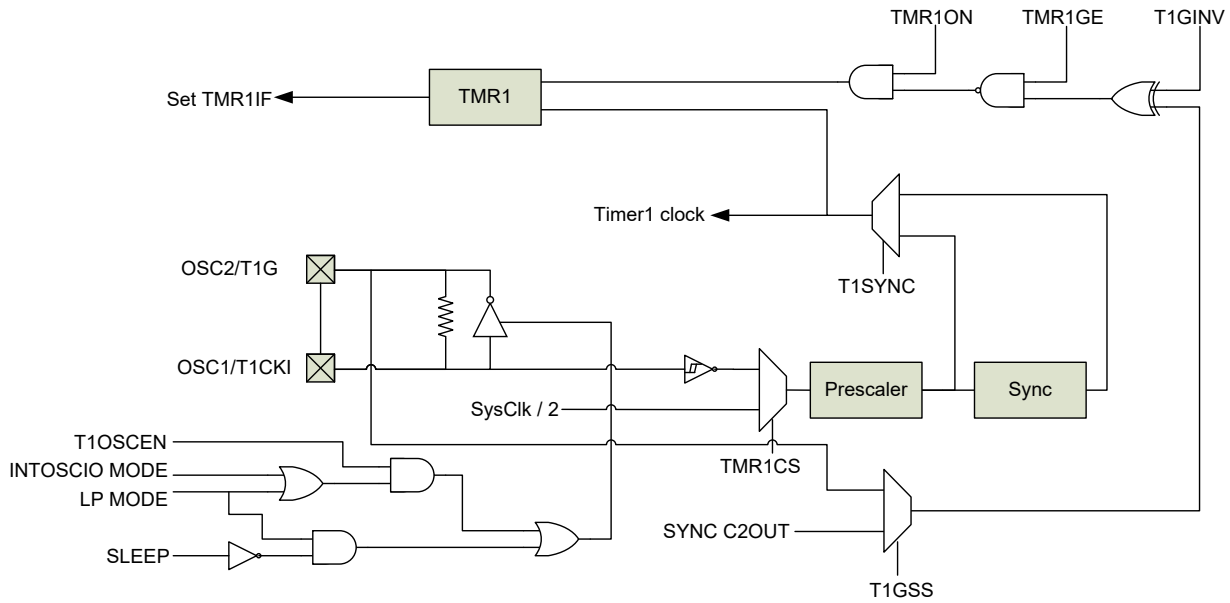 TMR1ON
TMR1GE
T1GINV
Set TMR1IF
TMR1
Timer1 clock
OSC2/T1G
T1SYNC
OSC1/T1CKI
Prescaler
Sync
SysClk / 2
T1OSCEN
TMR1CS
INTOSCIO MODE
LP MODE
SYNC C2OUT
SLEEP
T1GSS